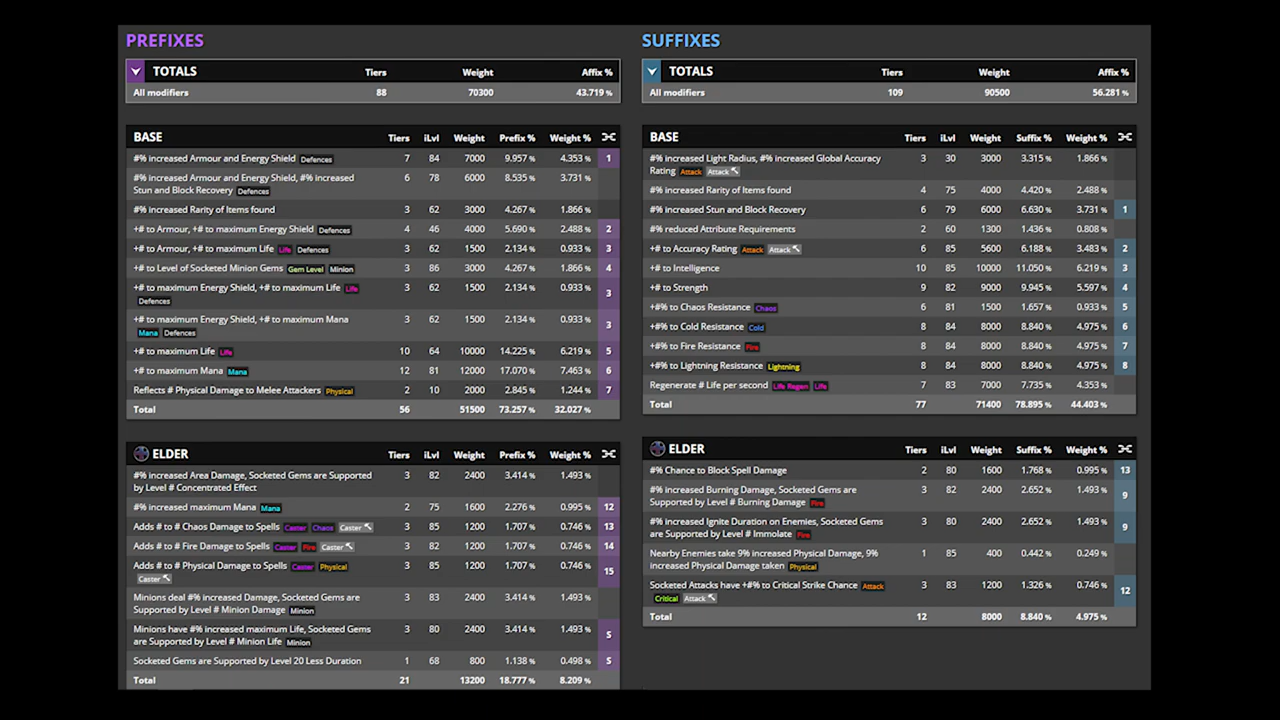 PREFIXES
TOTALS Tiers Weight Affix %
All modifiers 88 70300 43.719 %
BASE Tiers iLvl Weight Prefix % Weight %
#% increased Armour and Energy Shield Defences 7 84 7000 9.957 % 4.353 % 1
#% increased Armour and Energy Shield, #% increased
Stun and Block Recovery Defences 6 78 6000 8.535 % 3.731 %
#% increased Rarity of Items found 3 62 3000 4.267 % 1.866 %
+# to Armour, +# to maximum Energy Shield Defences 4 46 4000 5.690 % 2.488 % 2
+# to Armour, +# to maximum Life Life Defences 3 62 1500 2.134 % 0.933 % 3
+# to Level of Socketed Minion Gems Gem Level Minion 3 86 3000 4.267 % 1.866 % 4
+# to maximum Energy Shield, +# to maximum Life Life 3 62 1500 2.134 % 0.933 % 3
Defences
+# to maximum Energy Shield, +# to maximum Mana 3 62 1500 2.134 % 0.933 % 3
Mana Defences
+# to maximum Life Life 10 64 10000 14.225 % 6.219 % 5
+# to maximum Mana Mana 12 81 12000 17.070 % 7.463 % 6
Reflects # Physical Damage to Melee Attackers Physical 2 10 2000 2.845 % 1.244 % 7
Total 56 51500 73.257 % 32.027 %
ELDER Tiers iLvl Weight Prefix % Weight %
#% increased Area Damage, Socketed Gems are Supported 3 82 2400 3.414 % 1.493 %
by Level # Concentrated Effect
#% increased maximum Mana Mana 2 75 1600 2.276 % 0.995 % 12
Adds # to # Chaos Damage to Spells Caster Chaos Caster 3 85 1200 1.707 % 0.746 % 13
Adds # to # Fire Damage to Spells Caster Fire Caster 3 82 1200 1.707 % 0.746 % 14
Adds # to # Physical Damage to Spells Caster Physical 3 85 1200 1.707 % 0.746 % 15
Caster
Minions deal #% increased Damage, Socketed Gems are 3 83 2400 3.414 % 1.493 %
Supported by Level # Minion Damage Minion
Minions have #% increased maximum Life, Socketed Gems 3 80 2400 3.414 % 1.493 % S
are Supported by Level # Minion Life Minion
Socketed Gems are Supported by Level 20 Less Duration 1 68 800 1.138 % 0.498 % S
Total 21 13200 18.777 % 8.209 %
SUFFIXES
TOTALS Tiers Weight Affix %
All modifiers 109 90500 56.281 %
BASE Tiers iLvl Weight Suffix % Weight %
#% increased Light Radius, #% increased Global Accuracy 3 30 3000 3.315 % 1.866 %
Rating Attack Attack
#% increased Rarity of Items found 4 75 4000 4.420 % 2.488 %
#% increased Stun and Block Recovery 6 79 6000 6.630 % 3.731 % 1
#% reduced Attribute Requirements 2 60 1300 1.436 % 0.808 %
+# to Accuracy Rating Attack Attack 6 85 5600 6.188 % 3.483 % 2
+# to Intelligence 10 85 10000 11.050 % 6.219 % 3
+# to Strength 9 82 9000 9.945 % 5.597 % 4
+#% to Chaos Resistance Chaos 6 81 1500 1.657 % 0.933 % 5
+#% to Cold Resistance Cold 8 84 8000 8.840 % 4.975 % 6
+#% to Fire Resistance Fire 8 84 8000 8.840 % 4.975 % 7
+#% to Lightning Resistance Lightning 8 84 8000 8.840 % 4.975 % 8
Regenerate # Life per second Life Regen Life 7 83 7000 7.735 % 4.353 %
Total 77 71400 78.895 % 44.403 %
ELDER Tiers iLvl Weight Suffix % Weight %
#% Chance to Block Spell Damage 2 80 1600 1.768 % 0.995 % 13
#% increased Burning Damage, Socketed Gems are 3 82 2400 2.652 % 1.493 % 9
Supported by Level # Burning Damage Fire
#% increased Ignite Duration on Enemies, Socketed Gems 3 80 2400 2.652 % 1.493 % 9
are Supported by Level # Immolate Fire
Nearby Enemies take 9% increased Physical Damage, 9% 1 85 400 0.442 % 0.249 %
increased Physical Damage taken Physical
Socketed Attacks have +#% to Critical Strike Chance Attack 3 83 1200 1.326 % 0.746 % 12
Critical Attack
Total 12 8000 8.840 % 4.975 %